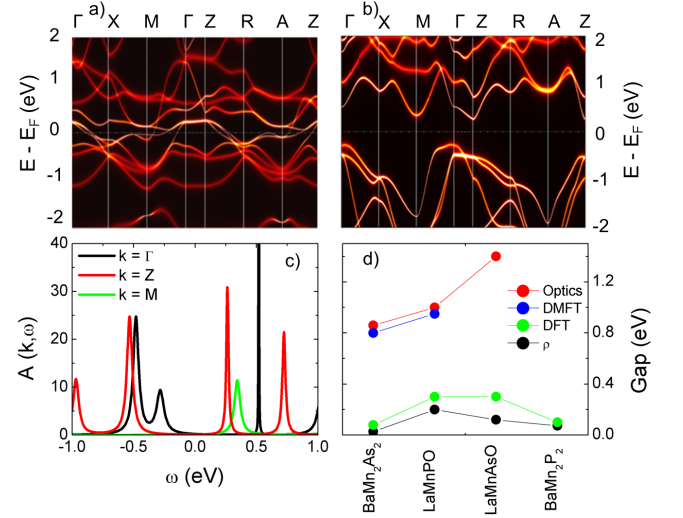 a) b)
Γ X M Γ Z R A Z
Γ X M Γ Z R A Z
E - E_F (eV)
2
1
0
-1
-2
2
1
0
-1
-2
E - E_F (eV)
c)
k = Γ
k = Z
k = M
A (k,ω)
40
30
20
10
0
-1.0 -0.5 0.0 0.5 1.0
ω (eV)
d)
Optics
DMFT
DFT
ρ
1.2
0.8
0.4
0.0
Gap (eV)
BaMn₂As₂
LaMnPO
LaMnAsO
BaMn₂P₂